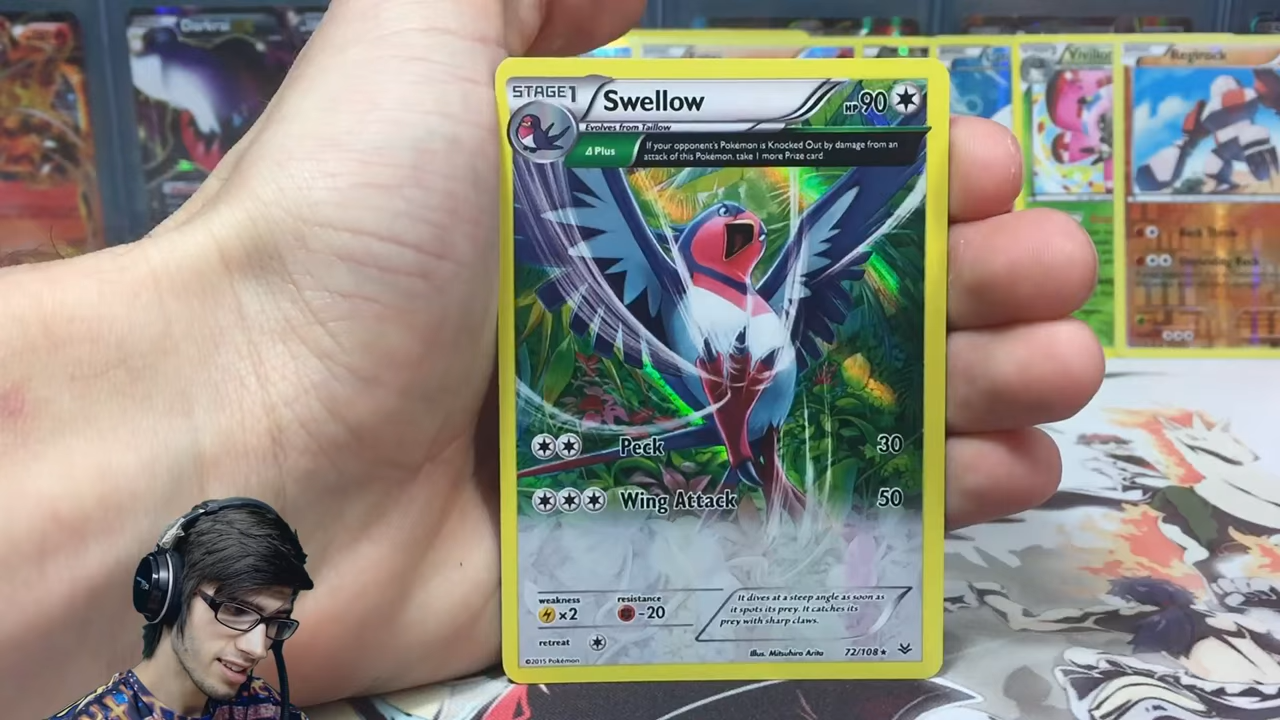 STAGE1
Swellow
HP90
Evolves from Taillow
Δ Plus
If your opponent's Pokémon is Knocked Out by damage from an
attack of this Pokémon, take 1 more Prize card.
Peck 30
Wing Attack 50
weakness
×2
resistance
-20
retreat
It dives at a steep angle as soon as
it spots its prey. It catches its
prey with sharp claws.
©2015 Pokémon
Illus. Mitsuhiro Arita
72/108
Regirock